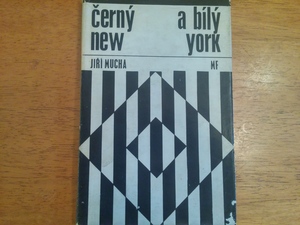 černý a bílý
new york
JIŘÍ MUCHA MF